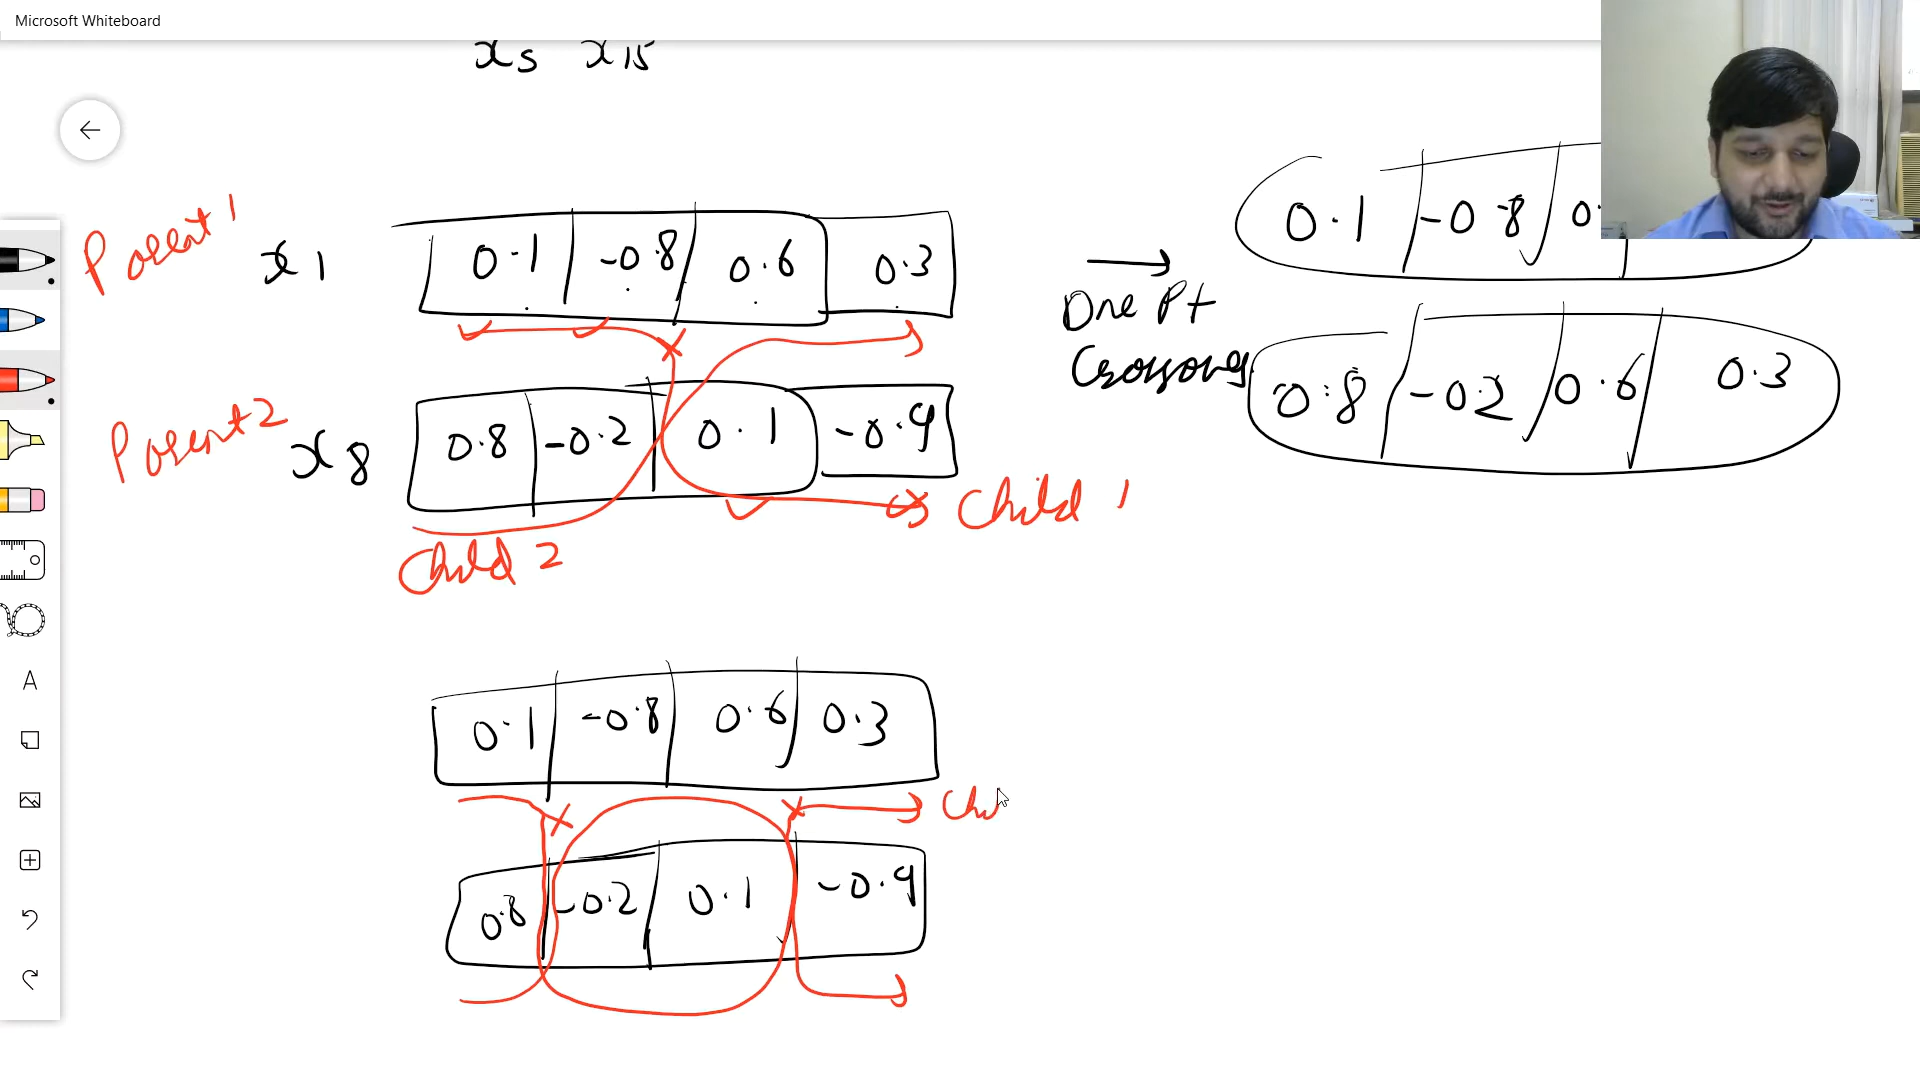 Microsoft Whiteboard
x5 x15
Parent 1
x1 0.1 -0.8 0.6 0.3
One Pt
Crossover
0.1 -0.8 0.
0.8 -0.2 0.6 0.3
Parent 2
x8 0.8 -0.2 0.1 -0.9
Child 1
Child 2
0.1 -0.8 0.6 0.3
Chi
0.8 -0.2 0.1 -0.9